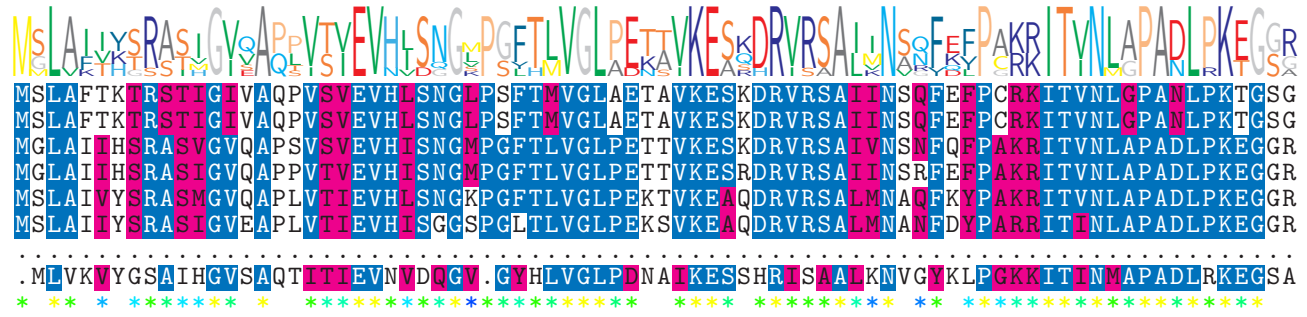 MSLAFTKTRSTIGIVAQPVSVEVHLSNGLPSFTMVGLAETAVKESKDRVRSAIINSQFEFPCRKITVNLGPANLPKTGSG
MSLAFTKTRSTIGIVAQPVSVEVHLSNGLPSFTMVGLAETAVKESKDRVRSAIINSQFEFPCRKITVNLGPANLPKTGSG
MGLAIIHSRASVGVQAPSVSVEVHISNGMPGFTLVGLPETTVKESKDRVRSAIVNSNFQFPAKRITVNLAPADLPKEGGR
MGLAIIHSRASIGVQAPPVTVEVHISNGMPGFTLVGLPETTVKESRDRVRSAIINSRFEFPAKRITVNLAPADLPKEGGR
MSLAIVYSRASMGVQAPLVTIEVHLSNGKPGFTLVGLPEKTVKEAQDRVRSALMNAQFKYPAKRITVNLAPADLPKEGGR
MSLAIIYSRASIGVEAPLVTIEVHISGGSPGLTLVGLPEKSVKEAQDRVRSALMNANFDYPARRITINLAPADLPKEGGR
.MLVKVYGSAIHGVSAQTITIEVNVDQGV.GYHLVGLPDNAIKESSHRISAALKNVGYKLPGKKITINMAPADLRKEGSA